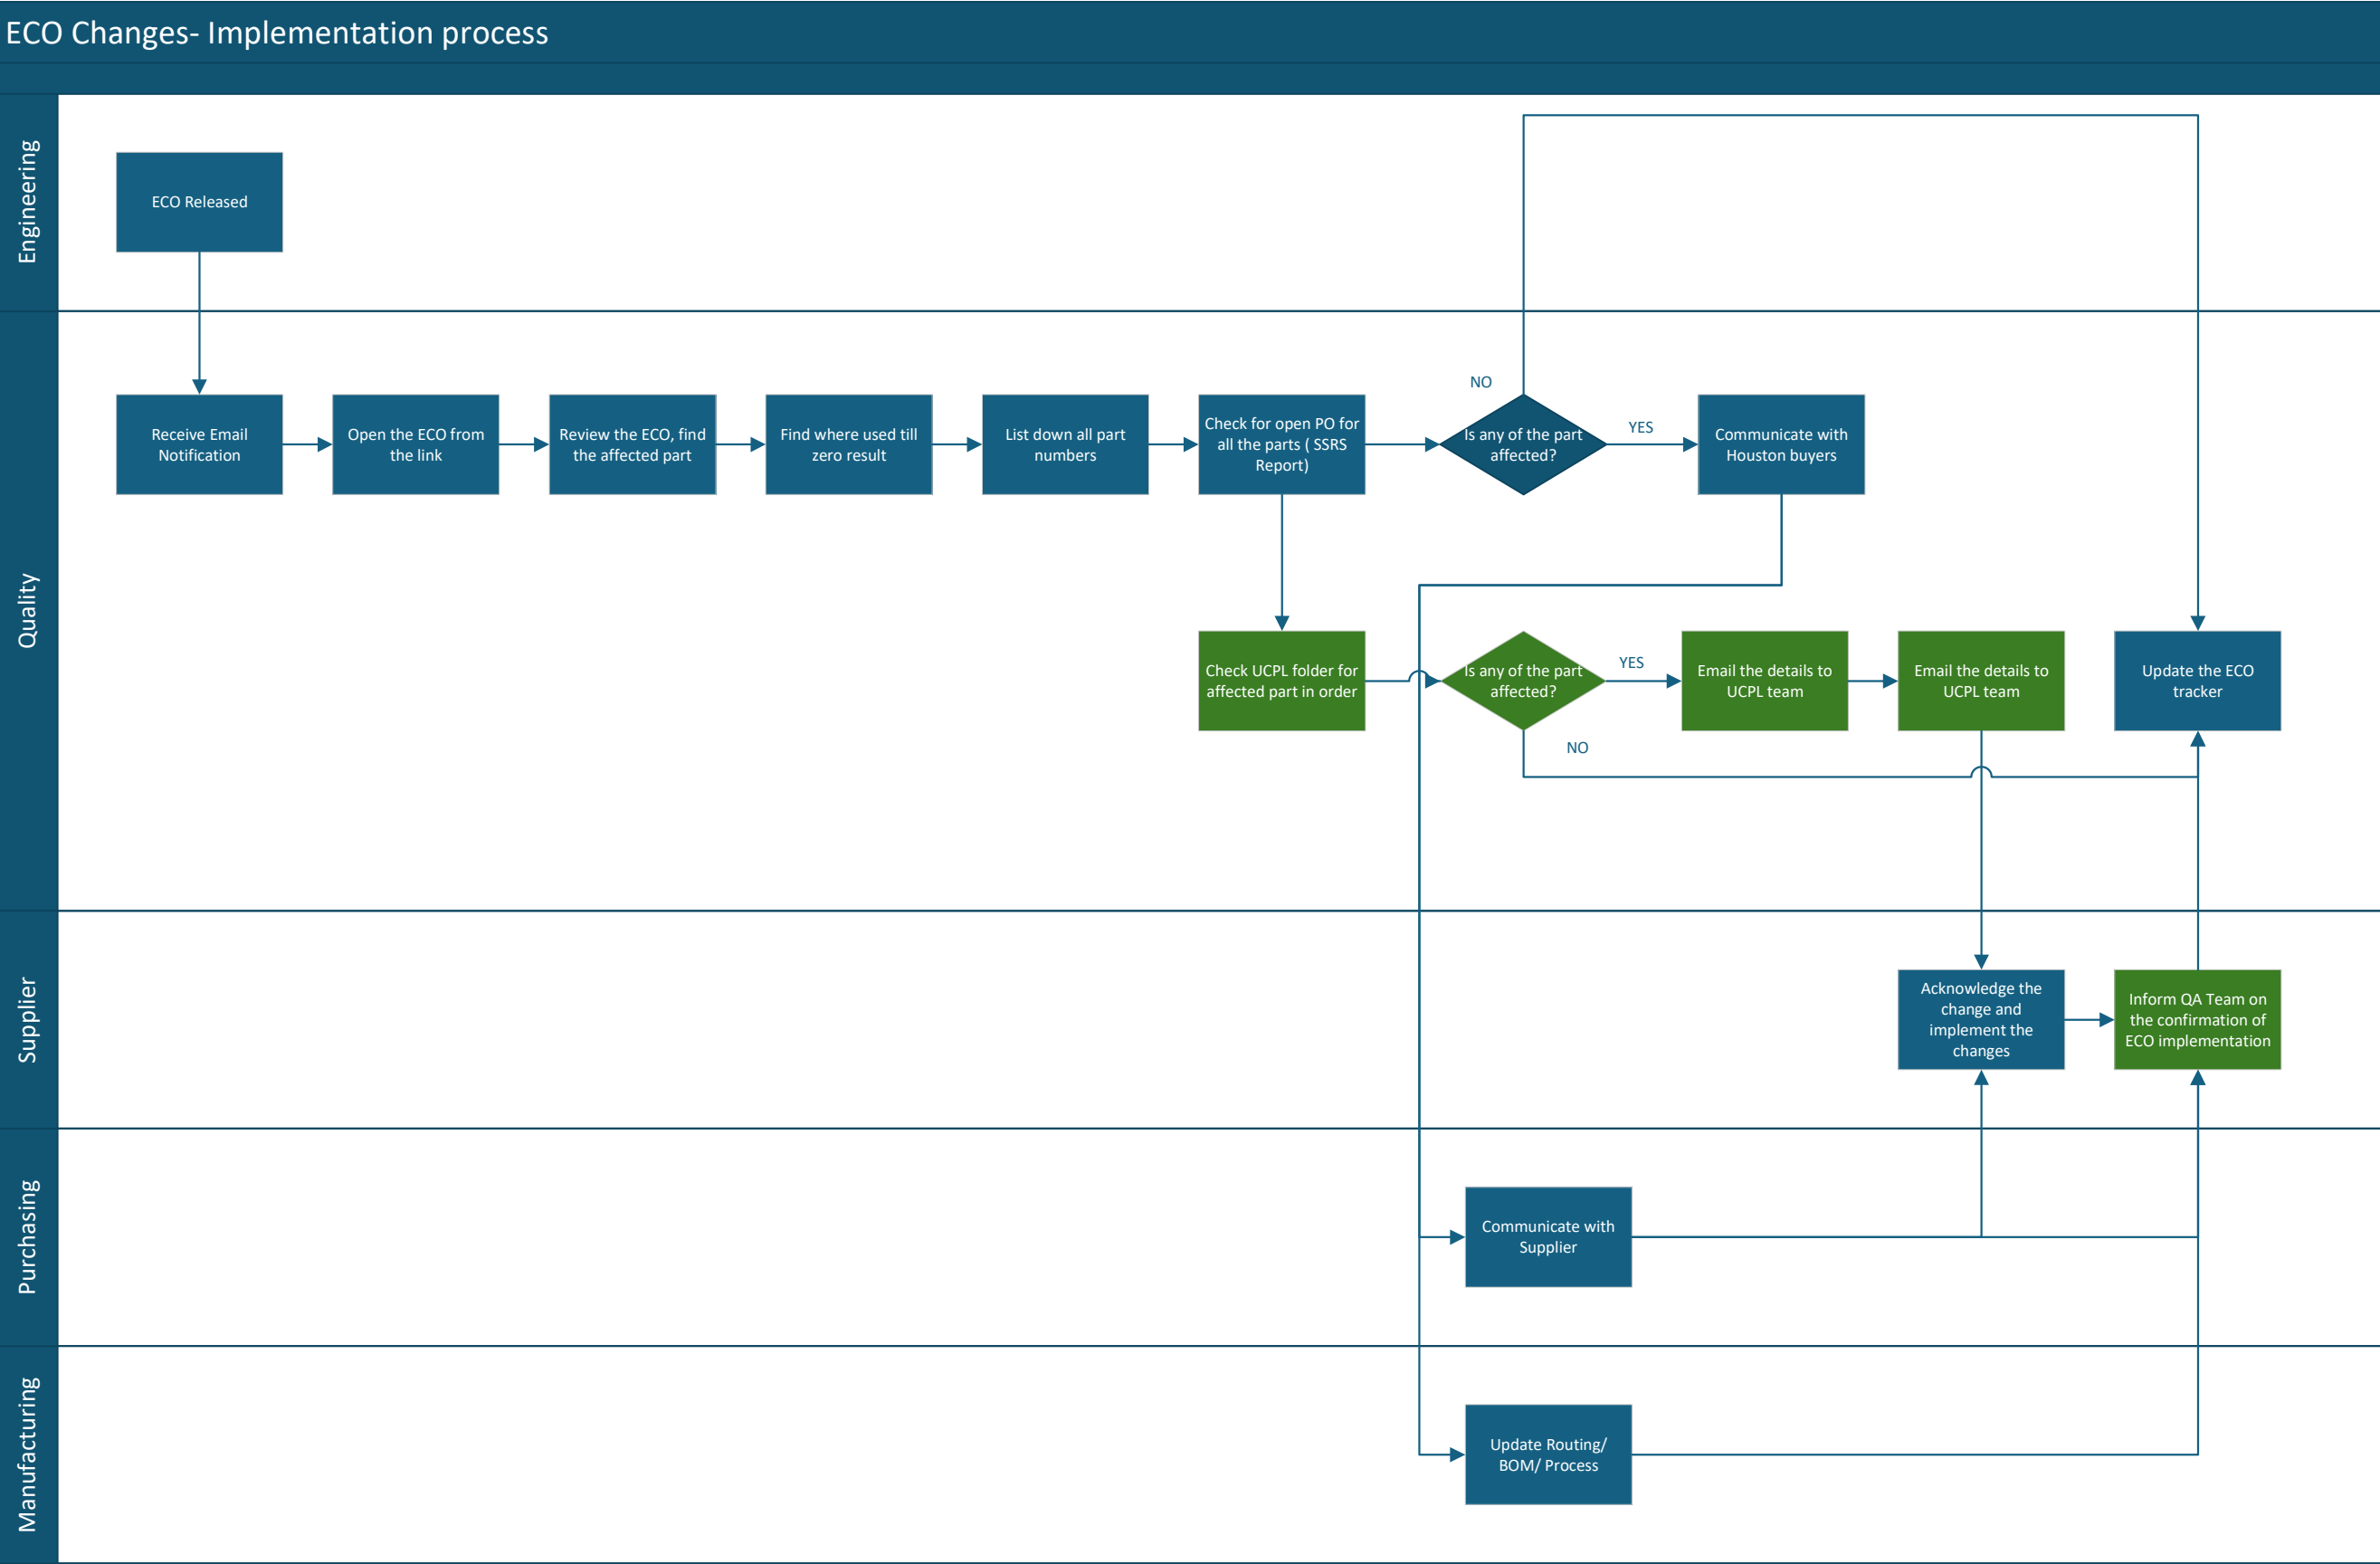 ECO Changes- Implementation process
Engineering
ECO Released
Quality
Receive Email
Notification
Open the ECO from
the link
Review the ECO, find
the affected part
Find where used till
zero result
List down all part
numbers
Check for open PO for
all the parts ( SSRS
Report)
NO
Is any of the part
affected?
YES
Communicate with
Houston buyers
Check UCPL folder for
affected part in order
Is any of the part
affected?
YES
NO
Email the details to
UCPL team
Email the details to
UCPL team
Update the ECO
tracker
Supplier
Acknowledge the
change and
implement the
changes
Inform QA Team on
the confirmation of
ECO implementation
Purchasing
Communicate with
Supplier
Manufacturing
Update Routing/
BOM/ Process